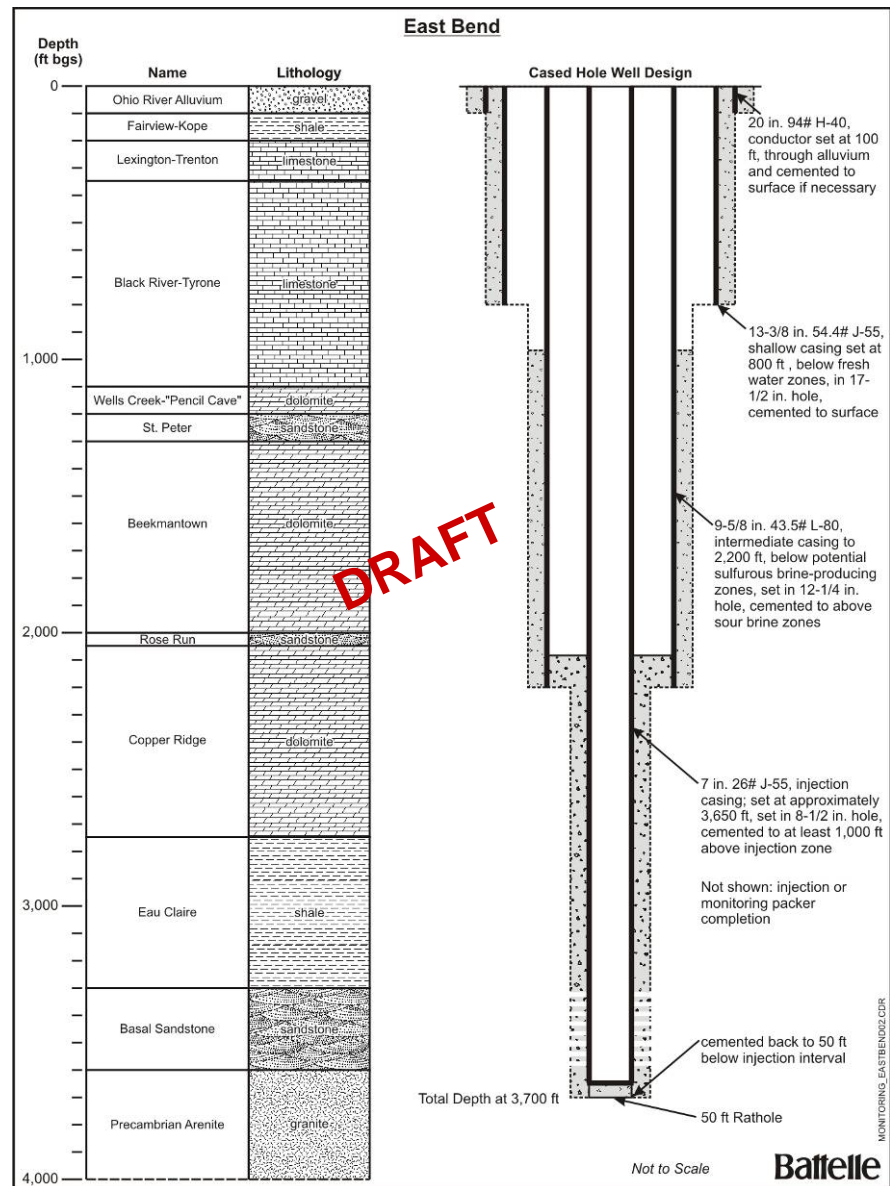 East Bend
Depth
(ft bgs)
Name
Lithology
Cased Hole Well Design
0
Ohio River Alluvium
gravel
Fairview-Kope
shale
Lexington-Trenton
limestone
Black River-Tyrone
limestone
1,000
Wells Creek-"Pencil Cave"
dolomite
St. Peter
sandstone
Beekmantown
dolomite
2,000
Rose Run
sandstone
Copper Ridge
dolomite
Eau Claire
shale
3,000
Basal Sandstone
sandstone
Precambrian Arenite
granite
4,000
DRAFT
20 in. 94# H-40,
conductor set at 100
ft, through alluvium
and cemented to
surface if necessary
13-3/8 in. 54.4# J-55,
shallow casing set at
800 ft , below fresh
water zones, in 17-
1/2 in. hole,
cemented to surface
9-5/8 in. 43.5# L-80,
intermediate casing to
2,200 ft, below potential
sulfurous brine-producing
zones, set in 12-1/4 in.
hole, cemented to above
sour brine zones
7 in. 26# J-55, injection
casing; set at approximately
3,650 ft, set in 8-1/2 in. hole,
cemented to at least 1,000 ft
above injection zone
Not shown: injection or
monitoring packer
completion
cemented back to 50 ft
below injection interval
Total Depth at 3,700 ft
50 ft Rathole
Not to Scale
Battelle
MONITORING_EASTBEND02.CDR